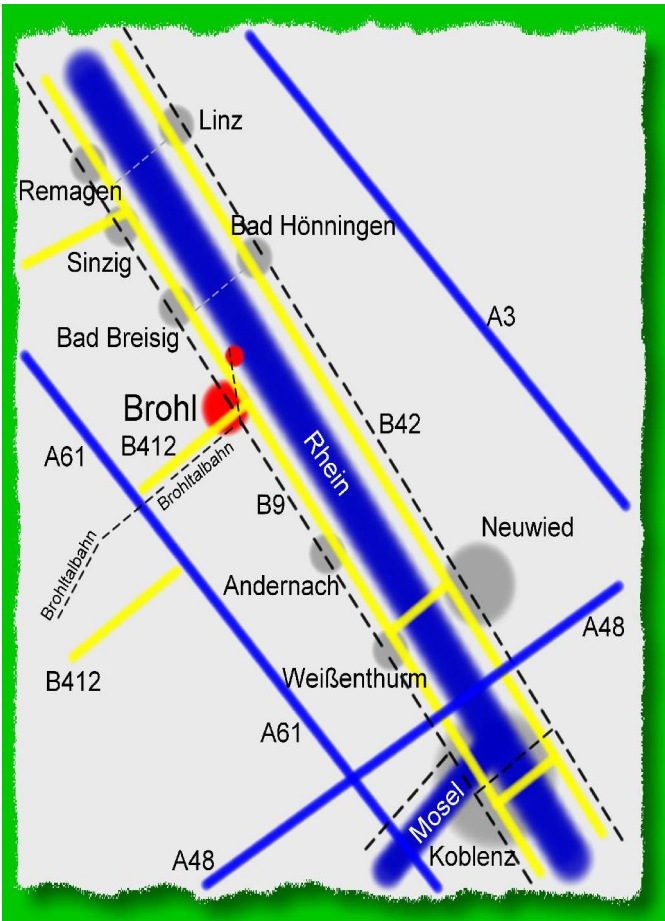 Linz
Remagen
Bad Hönningen
Sinzig
A3
Bad Breisig
Brohl
B42
B412
A61
Rhein
Brohltalbahn
B9
Neuwied
Brohltalbahn
Andernach
A48
B412
Weißenthurm
A61
Mosel
Koblenz
A48